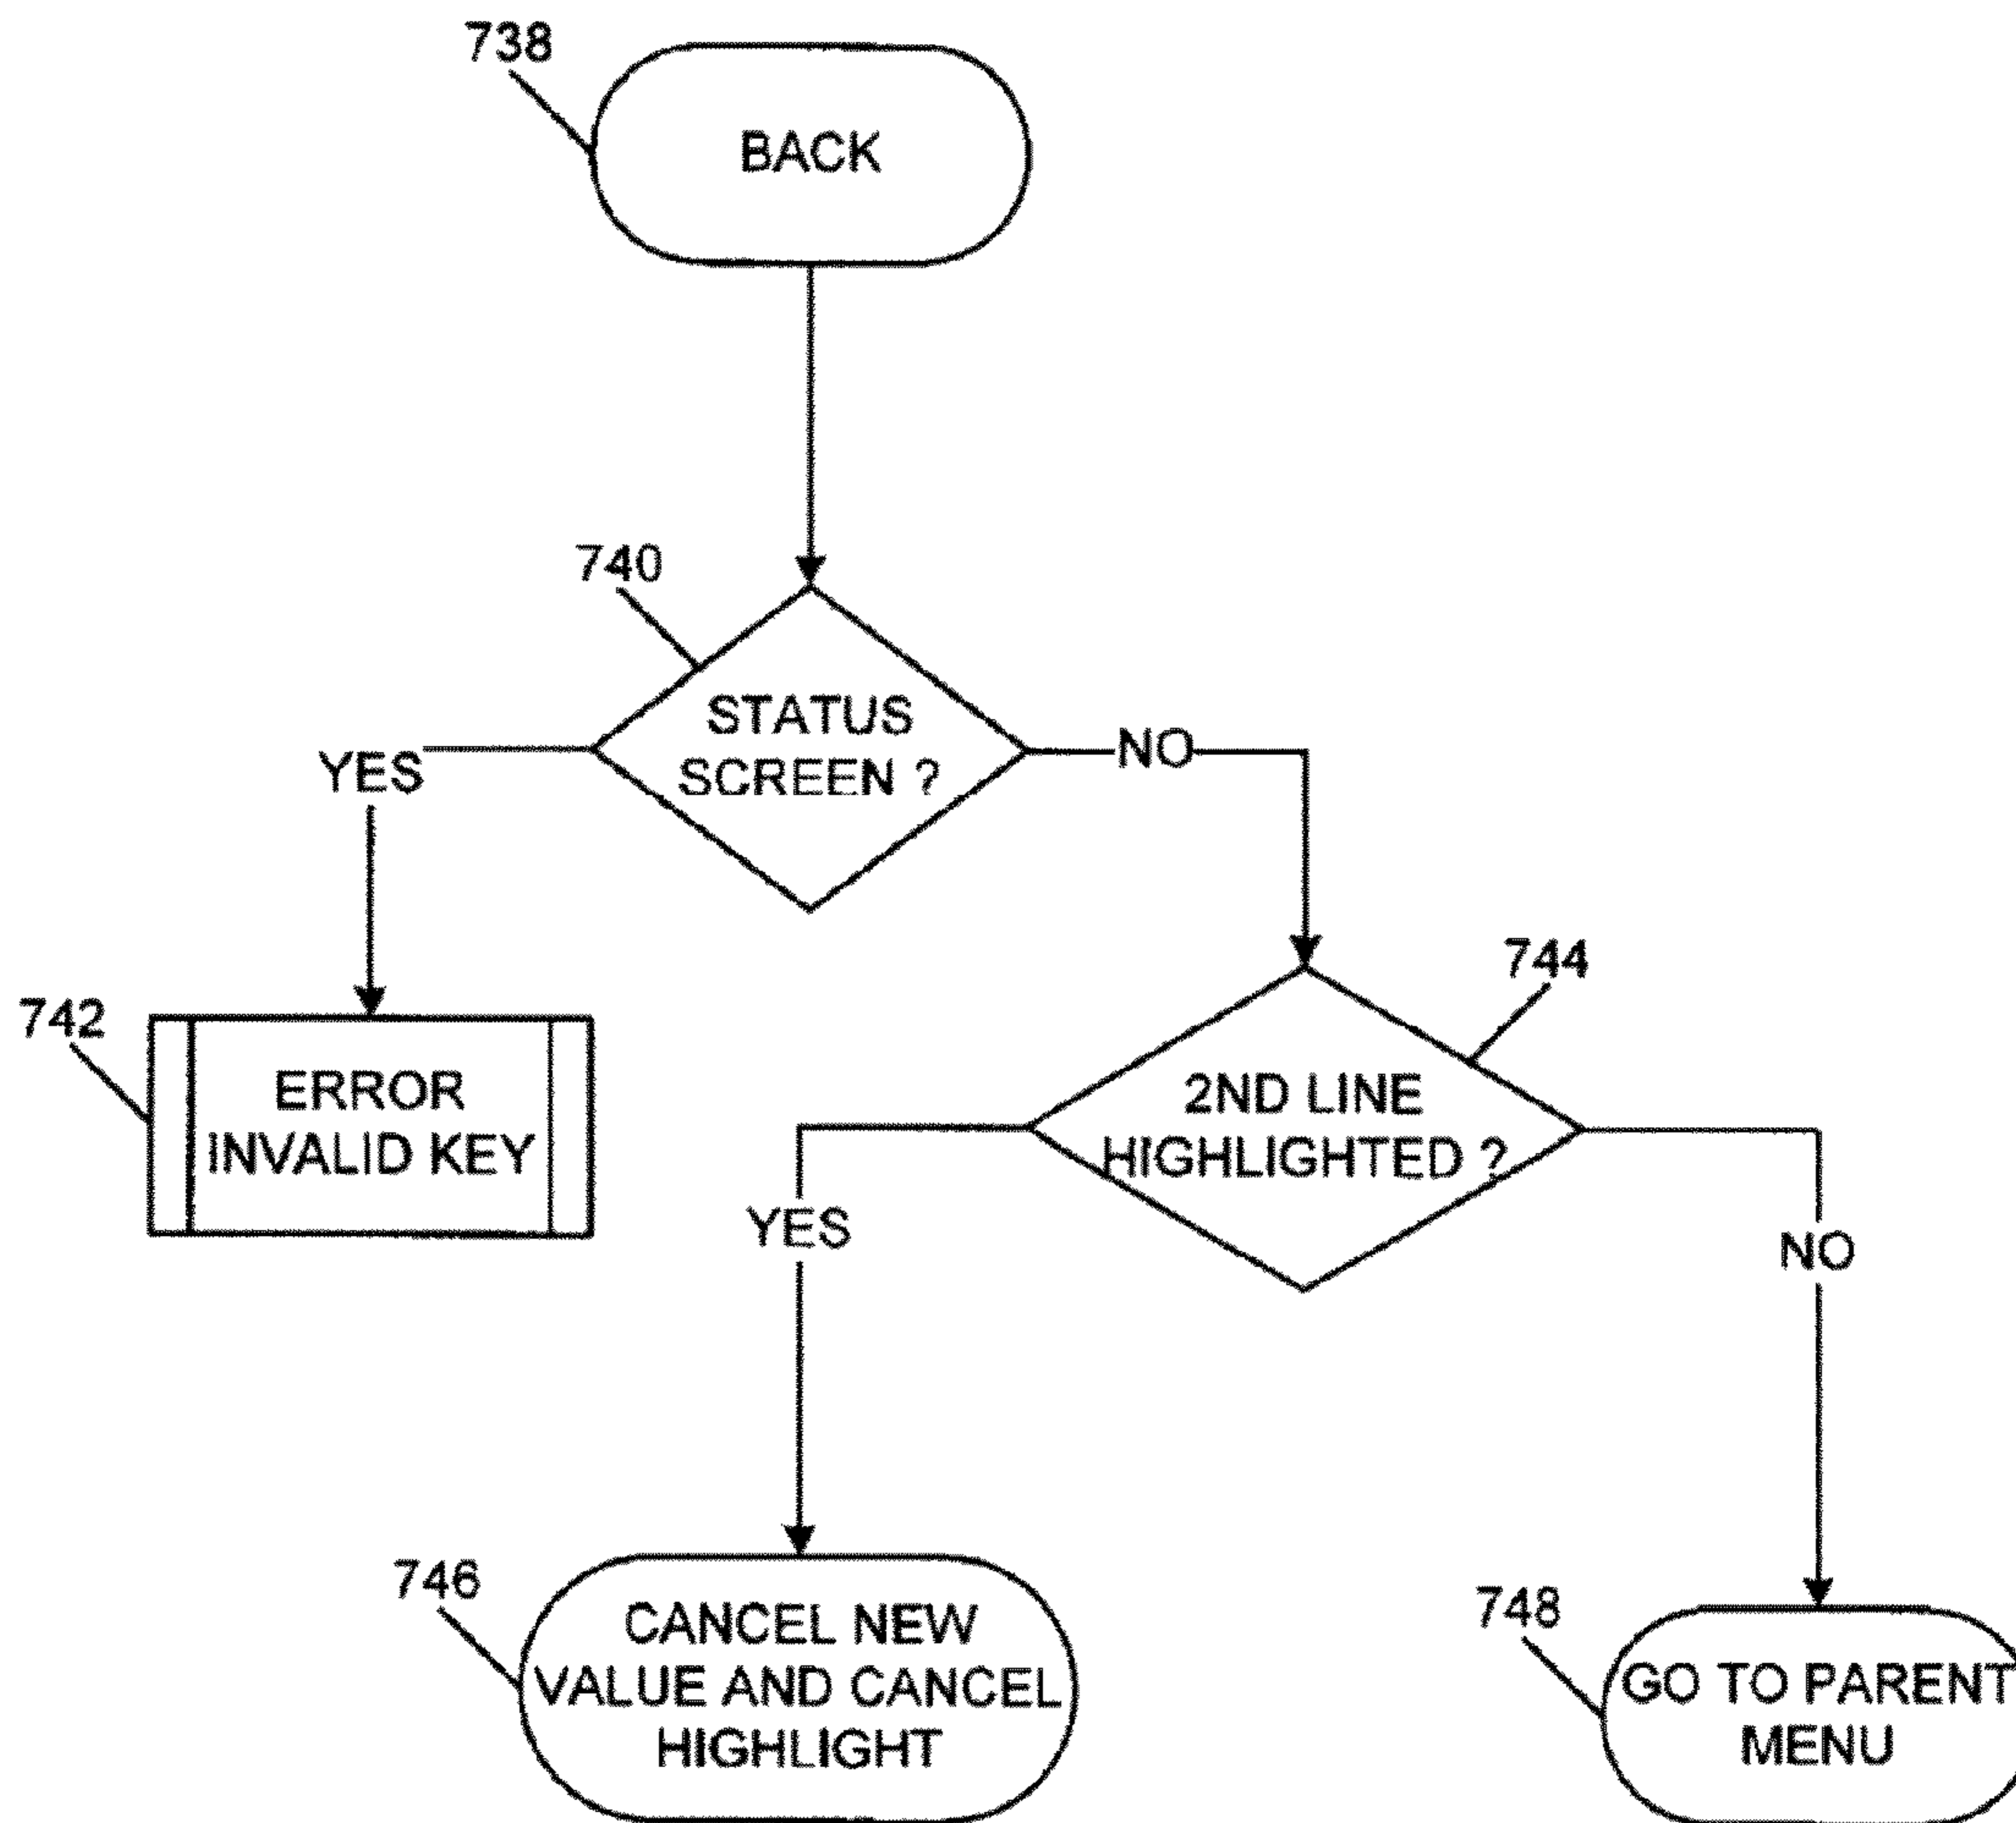 738
BACK
740
STATUS
SCREEN ?
YES
NO
742
ERROR
INVALID KEY
744
2ND LINE
HIGHLIGHTED ?
YES
NO
746
CANCEL NEW
VALUE AND CANCEL
HIGHLIGHT
748
GO TO PARENT
MENU